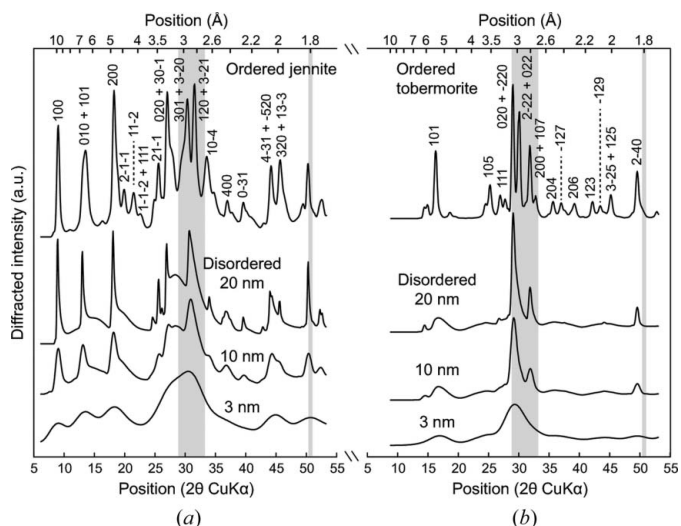 Position (Å)
10 7 6 5 4 3.5 3 2.6 2 1.8
Ordered jennite
100
010 + 101
200
2-1-1
11-2
1-1-2 + 111
21-1
020 + 30-1
301 + 3-20
120 + 3-21
10-4
400
0-31
4-31 + -520
320 + 13-3
Disordered
20 nm
10 nm
3 nm
Diffracted intensity (a.u.)
5 10 15 20 25 30 35 40 45 50 55
Position (2θ CuKα)
(a)
Position (Å)
10 7 6 5 4 3.5 3 2.6 2 1.8
Ordered
tobermorite
101
105
111
020 + -220
2-22 + 022
200 + 107
204
-127
206
123
-129
3-25 + 125
2-40
Disordered
20 nm
10 nm
3 nm
5 10 15 20 25 30 35 40 45 50 55
Position (2θ CuKα)
(b)